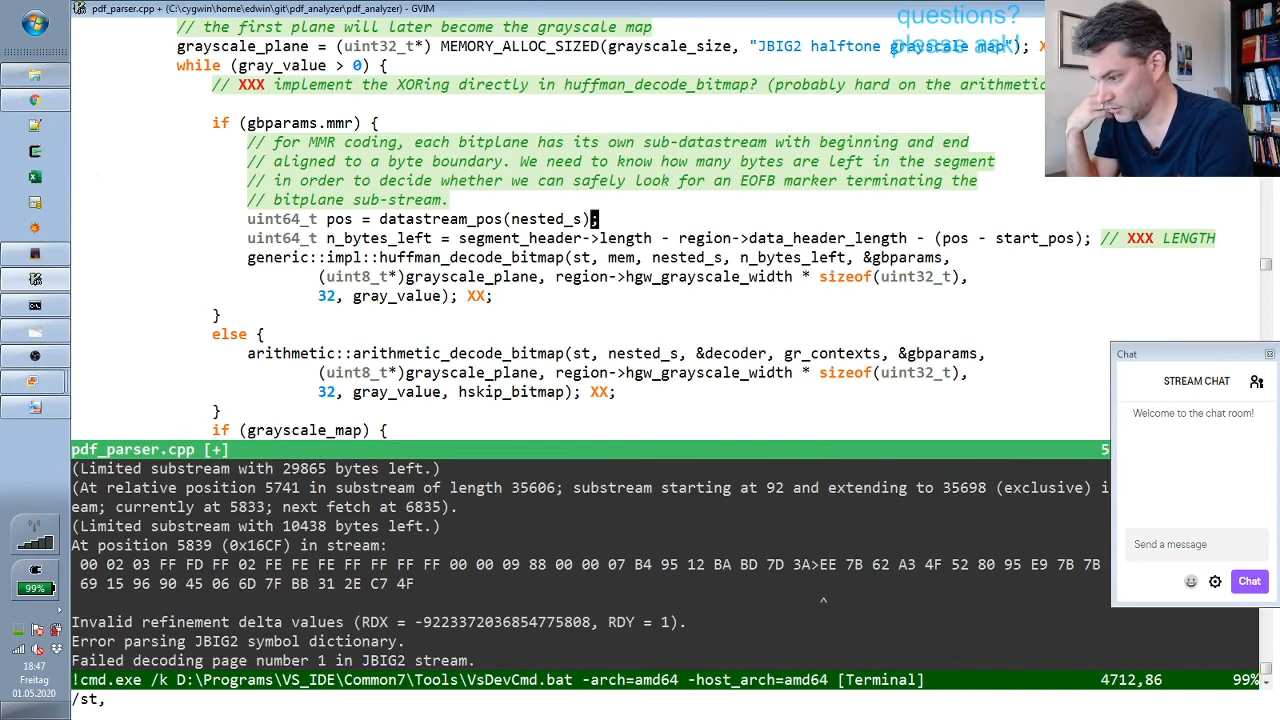 pdf_parser.cpp + (C:\cygwin\home\edwin\git\pdf_analyzer\pdf_analyzer) - GVIM
questions?
please ask!
// the first plane will later become the grayscale map
grayscale_plane = (uint32_t*) MEMORY_ALLOC_SIZED(grayscale_size, "JBIG2 halftone grayscale map"); X
while (gray_value > 0) {
// XXX implement the XORing directly in huffman_decode_bitmap? (probably hard on the arithmetic
if (gbparams.mmr) {
// for MMR coding, each bitplane has its own sub-datastream with beginning and end
// aligned to a byte boundary. We need to know how many bytes are left in the segment
// in order to decide whether we can safely look for an EOFB marker terminating the
// bitplane sub-stream.
uint64_t pos = datastream_pos(nested_s);
uint64_t n_bytes_left = segment_header->length - region->data_header_length - (pos - start_pos); // XXX LENGTH
generic::impl::huffman_decode_bitmap(st, mem, nested_s, n_bytes_left, &gbparams,
(uint8_t*)grayscale_plane, region->hgw_grayscale_width * sizeof(uint32_t),
32, gray_value); XX;
}
else {
arithmetic::arithmetic_decode_bitmap(st, nested_s, &decoder, gr_contexts, &gbparams,
(uint8_t*)grayscale_plane, region->hgw_grayscale_width * sizeof(uint32_t),
32, gray_value, hskip_bitmap); XX;
}
if (grayscale_map) {
pdf_parser.cpp [+] 5
(Limited substream with 29865 bytes left.)
(At relative position 5741 in substream of length 35606; substream starting at 92 and extending to 35698 (exclusive) i
eam; currently at 5833; next fetch at 6835).
(Limited substream with 10438 bytes left.)
At position 5839 (0x16CF) in stream:
00 02 03 FF FD FF 02 FE FE FE FF FF FF FF 00 00 09 88 00 00 07 B4 95 12 BA BD 7D 3A>EE 7B 62 A3 4F 52 80 95 E9 7B 7B
69 15 96 90 45 06 6D 7F BB 31 2E C7 4F
^
Invalid refinement delta values (RDX = -9223372036854775808, RDY = 1).
Error parsing JBIG2 symbol dictionary.
Failed decoding page number 1 in JBIG2 stream.
!cmd.exe /k D:\Programs\VS_IDE\Common7\Tools\VsDevCmd.bat -arch=amd64 -host_arch=amd64 [Terminal] 4712,86 99%
/st,
Chat
STREAM CHAT
Welcome to the chat room!
Send a message
Chat
99%
18:47
Freitag
01.05.2020